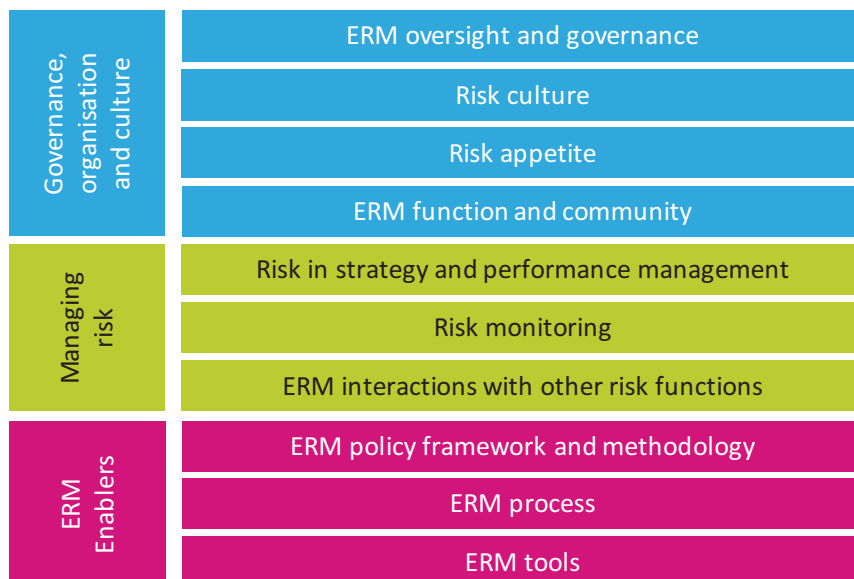 Governance,
organisation
and culture
ERM oversight and governance
Risk culture
Risk appetite
ERM function and community
Managing
risk
Risk in strategy and performance management
Risk monitoring
ERM interactions with other risk functions
ERM
Enablers
ERM policy framework and methodology
ERM process
ERM tools